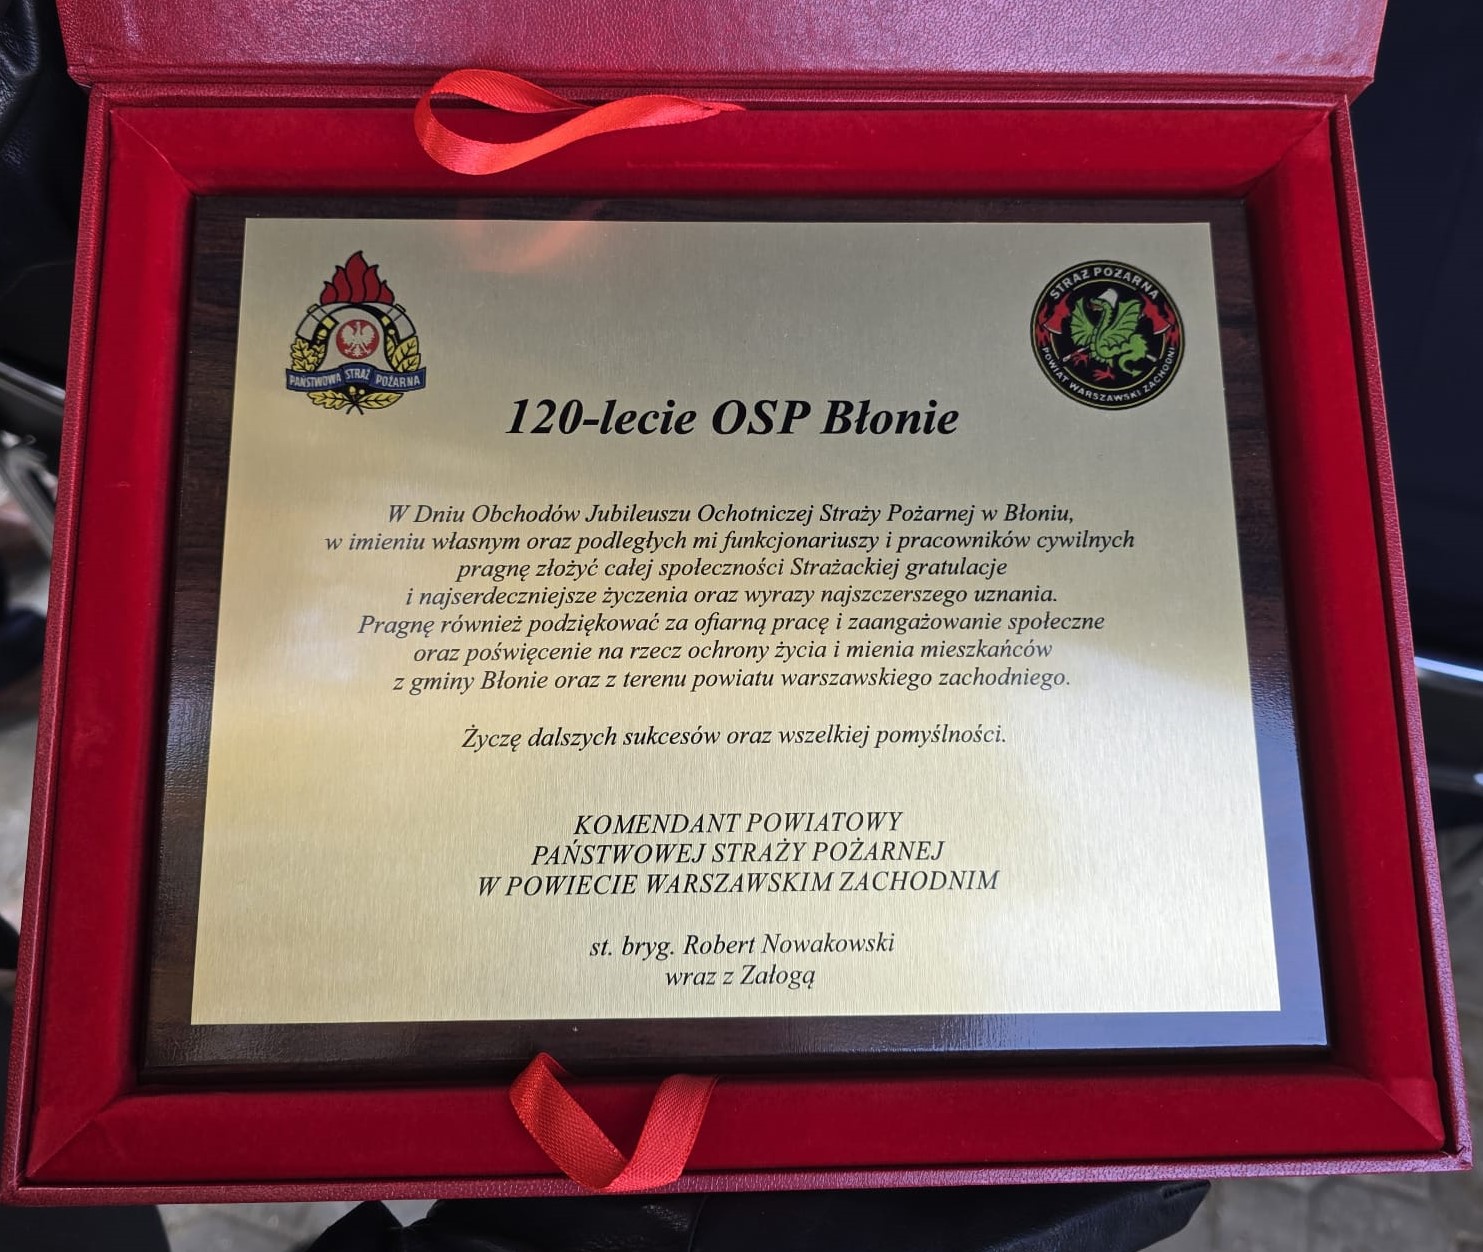 PAŃSTWOWA STRAŻ POŻARNA
STRAŻ POŻARNA
POWIAT WARSZAWSKI ZACHODNI
120-lecie OSP Błonie
W Dniu Obchodów Jubileuszu Ochotniczej Straży Pożarnej w Błoniu,
w imieniu własnym oraz podległych mi funkcjonariuszy i pracowników cywilnych
pragnę złożyć całej społeczności Strażackiej gratulacje
i najserdeczniejsze życzenia oraz wyrazy najszczerszego uznania.
Pragnę również podziękować za ofiarną pracę i zaangażowanie społeczne
oraz poświęcenie na rzecz ochrony życia i mienia mieszkańców
z gminy Błonie oraz z terenu powiatu warszawskiego zachodniego.
Życzę dalszych sukcesów oraz wszelkiej pomyślności.
KOMENDANT POWIATOWY
PAŃSTWOWEJ STRAŻY POŻARNEJ
W POWIECIE WARSZAWSKIM ZACHODNIM
st. bryg. Robert Nowakowski
wraz z Załogą